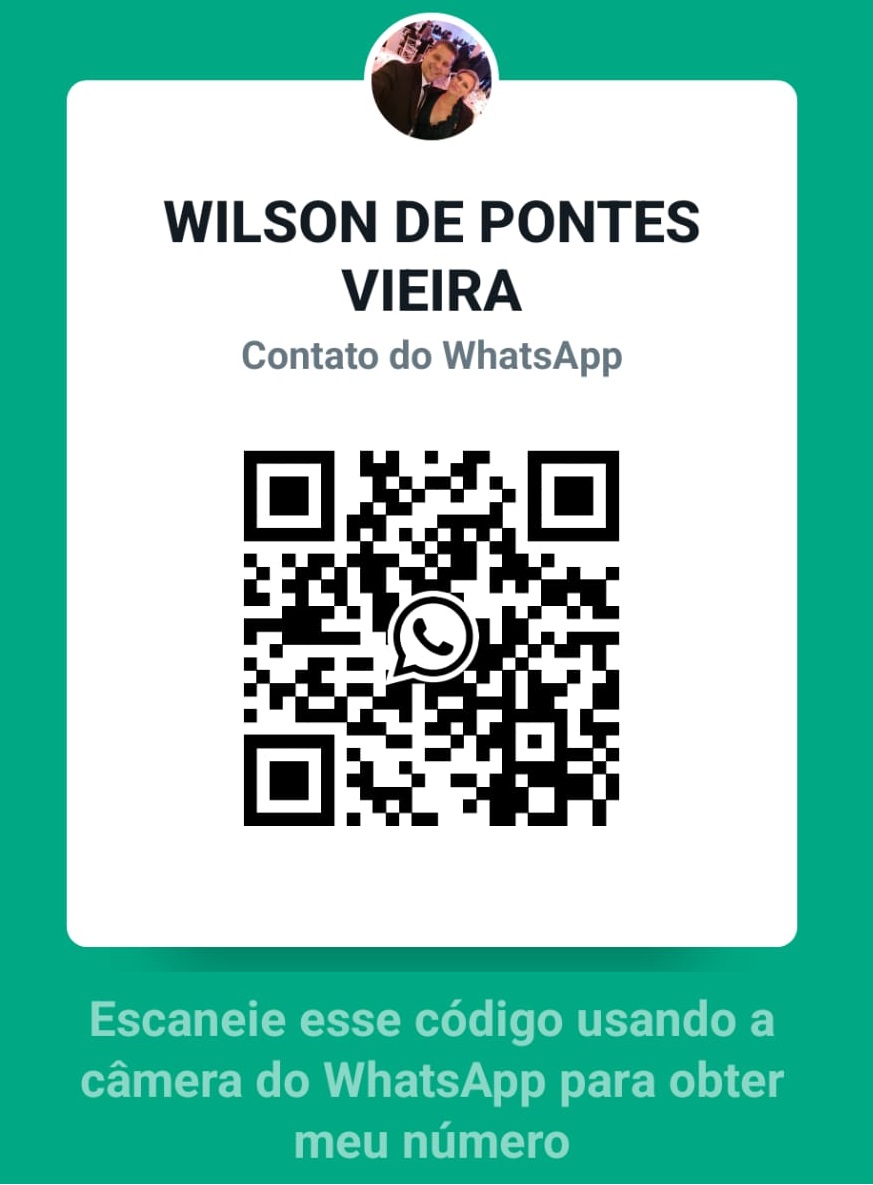 WILSON DE PONTES
VIEIRA
Contato do WhatsApp
Escaneie esse código usando a
câmera do WhatsApp para obter
meu número